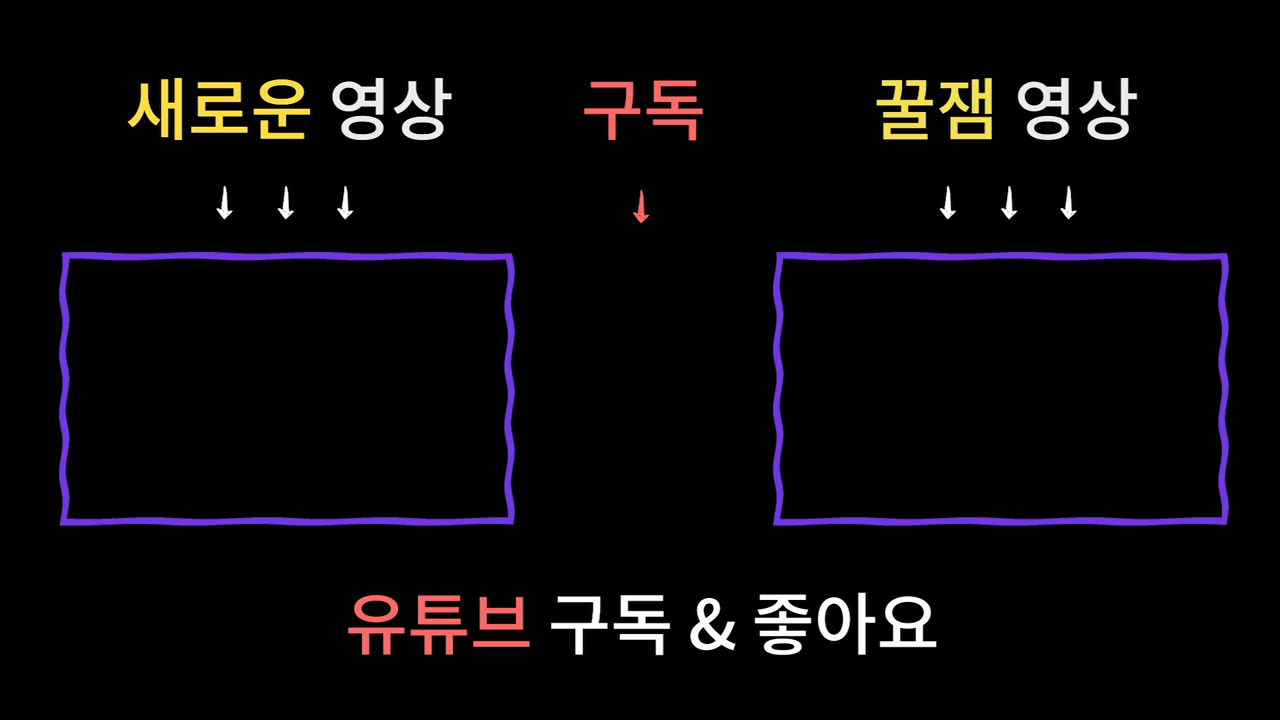 새로운 영상
구독
꿀잼 영상
유튜브 구독 & 좋아요